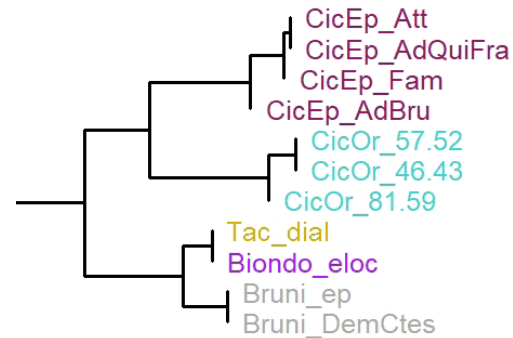 CicEp_Att
CicEp_AdQuiFra
CicEp_Fam
CicEp_AdBru
CicOr_57.52
CicOr_46.43
CicOr_81.59
Tac_dial
Biondo_eloc
Bruni_ep
Bruni_DemCtes